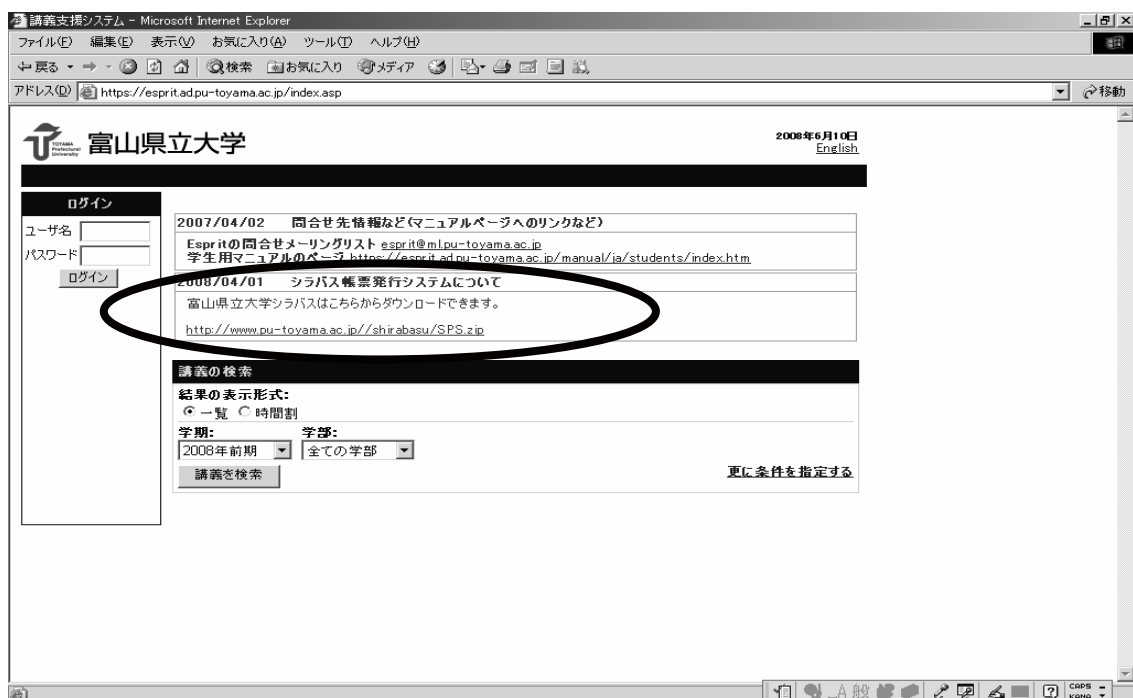 講義支援システム - Microsoft Internet Explorer
ファイル(F) 編集(E) 表示(V) お気に入り(A) ツール(T) ヘルプ(H)
戻る 検索 お気に入り メディア
アドレス(D) https://esprit.ad.pu-toyama.ac.jp/index.asp 移動
TOYAMA Prefectural University 富山県立大学
2008年6月10日
English
ログイン
ユーザ名
パスワード
ログイン
2007/04/02 問合せ先情報など(マニュアルページへのリンクなど)
Espritの問合せメーリングリスト esprit@ml.pu-toyama.ac.jp
学生用マニュアルのページ https://esprit.ad.pu-toyama.ac.jp/manual/ja/students/index.htm
2008/04/01 シラバス帳票発行システムについて
富山県立大学シラバスはこちらからダウンロードできます。
http://www.pu-toyama.ac.jp//shirabasu/SPS.zip
講義の検索
結果の表示形式:
一覧 時間割
学期: 学部:
2008年前期 全ての学部
講義を検索 更に条件を指定する
A 般 CAPS KANA